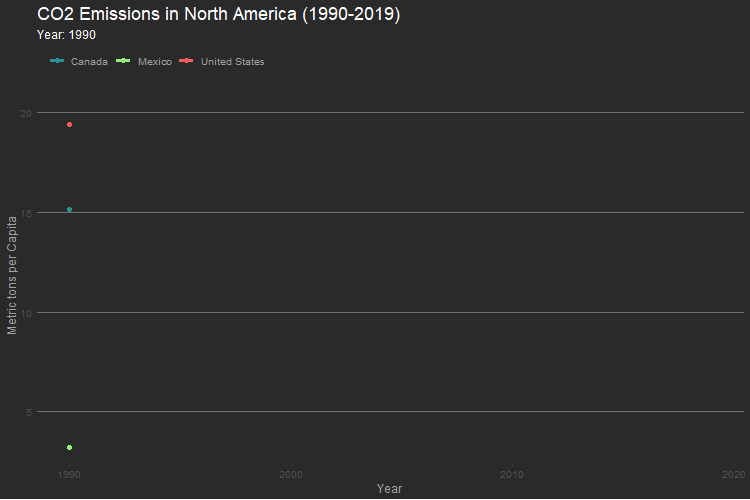 CO2 Emissions in North America (1990-2019)
Year: 1990
Canada Mexico United States
20
15
10
5
Metric tons per Capita
1990 2000 2010 2020
Year